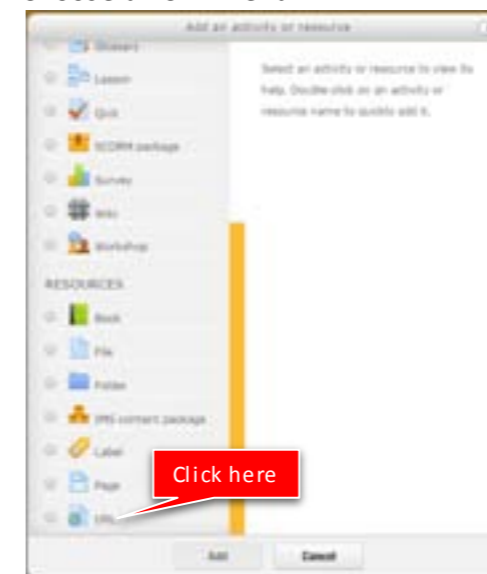 Add an activity or resource
Glossary
Lesson
Select an activity or resource to view its
help. Double-click on an activity or
resource name to quickly add it.
Quiz
SCORM package
Survey
Wiki
Workshop
RESOURCES
Book
File
Folder
IMS content package
Label
Page
Click here
URL
Add
Cancel